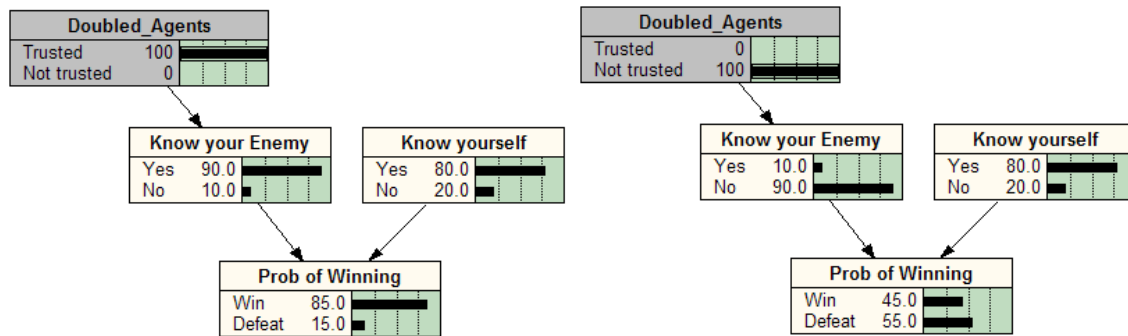 Doubled_Agents
Trusted 100
Not trusted 0
Know your Enemy
Yes 90.0
No 10.0
Know yourself
Yes 80.0
No 20.0
Prob of Winning
Win 85.0
Defeat 15.0
Doubled_Agents
Trusted 0
Not trusted 100
Know your Enemy
Yes 10.0
No 90.0
Know yourself
Yes 80.0
No 20.0
Prob of Winning
Win 45.0
Defeat 55.0